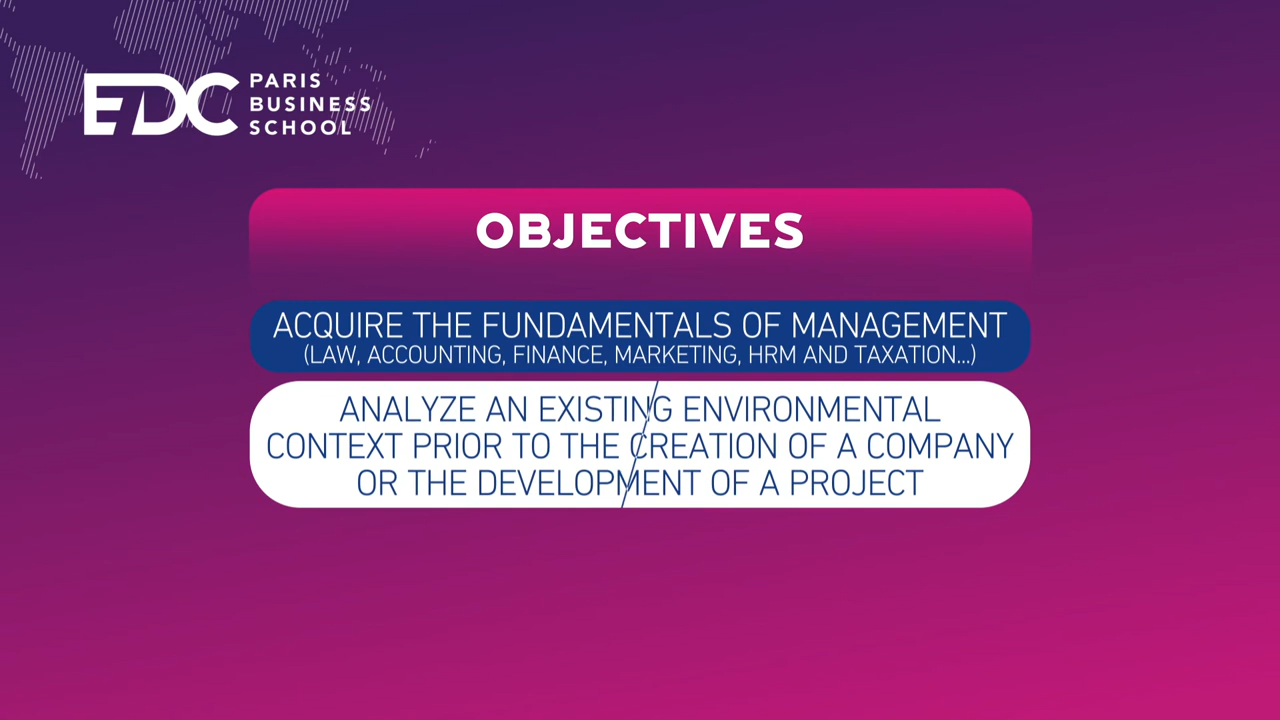 EDC PARIS
BUSINESS
SCHOOL
OBJECTIVES
ACQUIRE THE FUNDAMENTALS OF MANAGEMENT
(LAW, ACCOUNTING, FINANCE, MARKETING, HRM AND TAXATION...)
ANALYZE AN EXISTING ENVIRONMENTAL
CONTEXT PRIOR TO THE CREATION OF A COMPANY
OR THE DEVELOPMENT OF A PROJECT